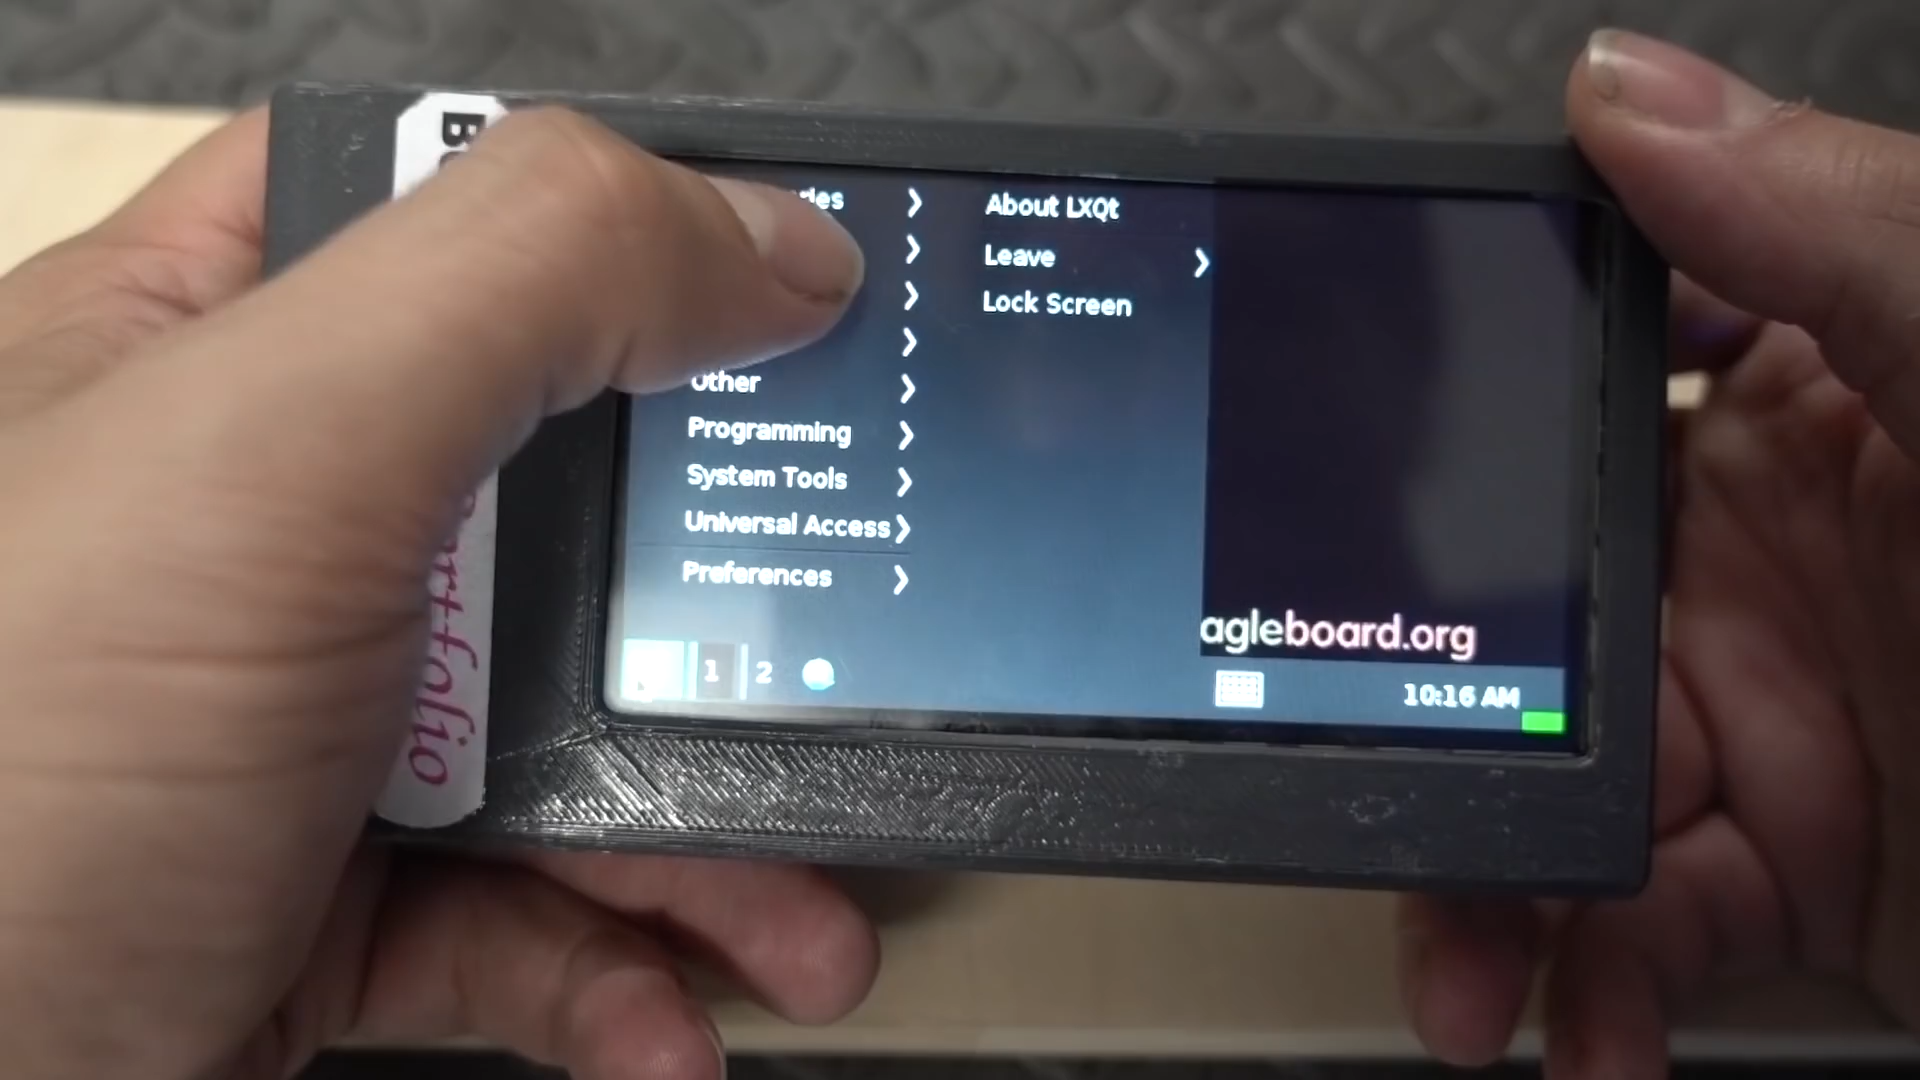 About LXQt
Leave
Lock Screen
Other
Programming
System Tools
Universal Access
Preferences
agleboard.org
1 2
10:16 AM